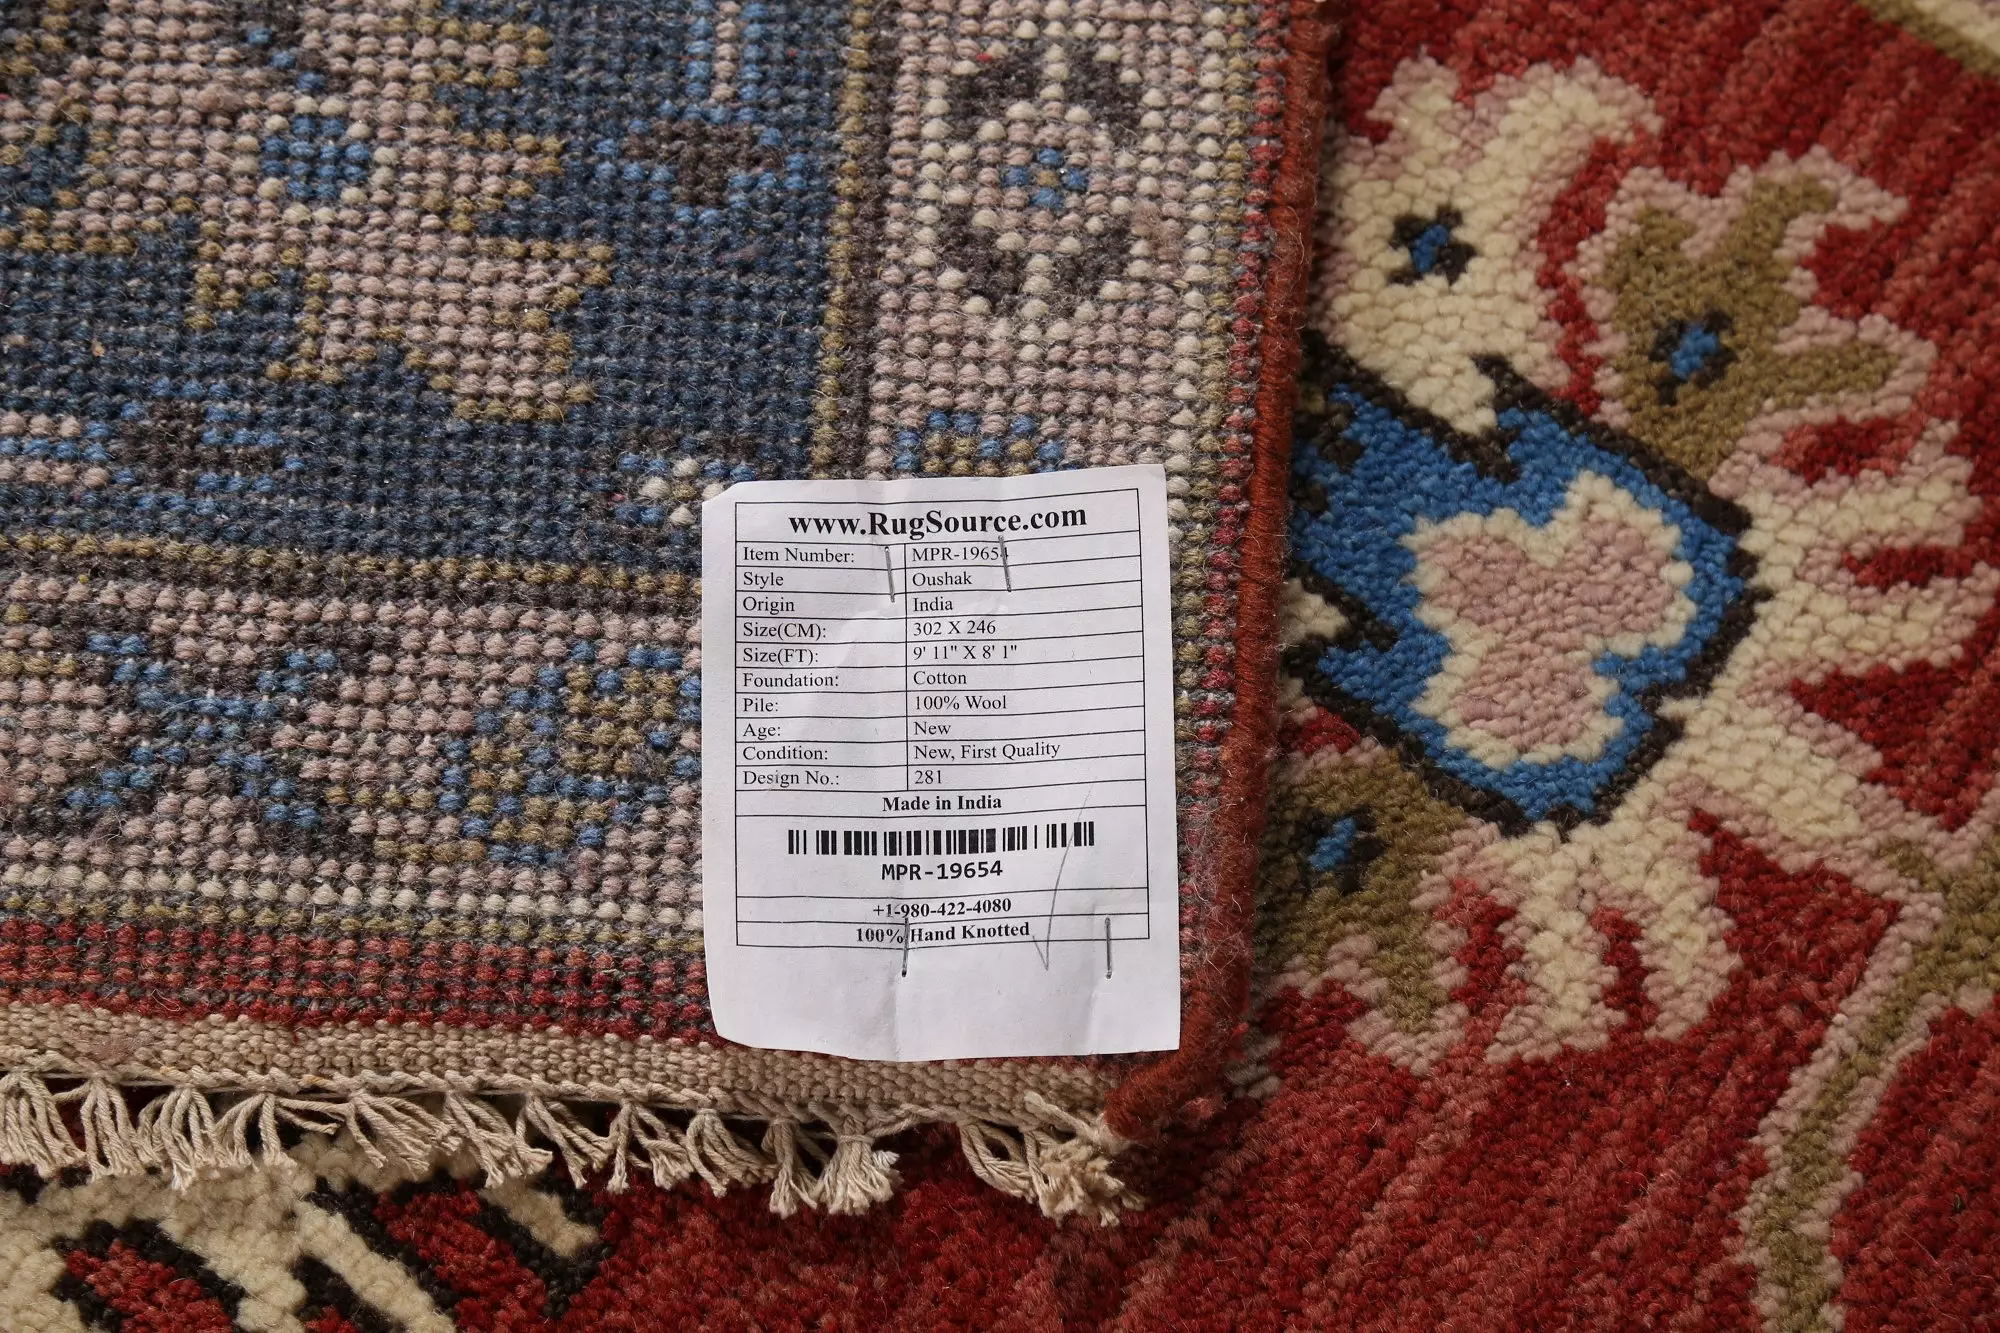 www.RugSource.com
Item Number: MPR-19654
Style Oushak
Origin India
Size(CM): 302 X 246
Size(FT): 9' 11" X 8' 1"
Foundation: Cotton
Pile: 100% Wool
Age: New
Condition: New, First Quality
Design No.: 281
Made in India
MPR-19654
+1-980-422-4080
100% Hand Knotted